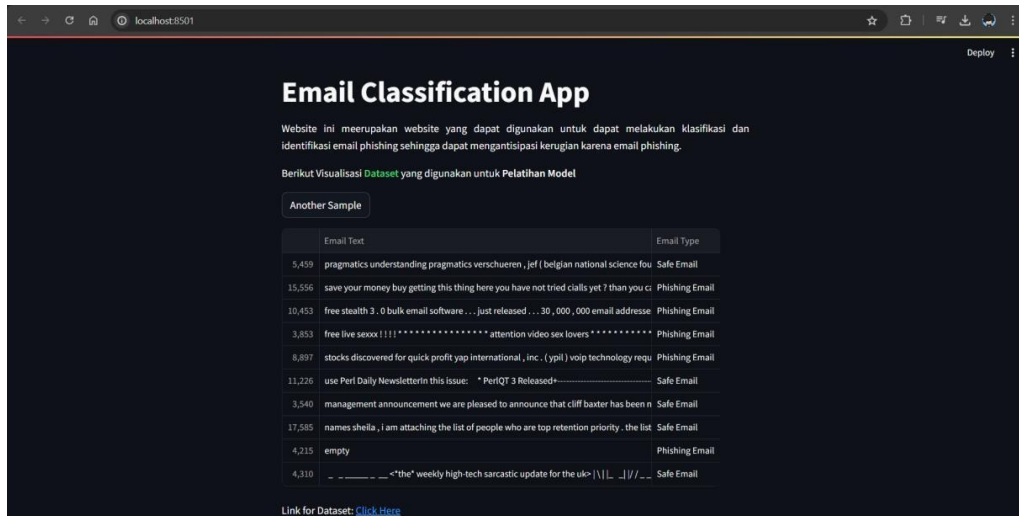 localhost:8501
Deploy
Email Classification App
Website ini meerupakan website yang dapat digunakan untuk dapat melakukan klasifikasi dan
identifikasi email phishing sehingga dapat mengantisipasi kerugian karena email phishing.
Berikut Visualisasi Dataset yang digunakan untuk Pelatihan Model
Another Sample
Email Text Email Type
5,459 pragmatics understanding pragmatics verschueren , jef ( belgian national science fou Safe Email
15,556 save your money buy getting this thing here you have not tried cialls yet ? than you ca Phishing Email
10,453 free stealth 3 . 0 bulk email software . . . just released . . . 30 , 000 , 000 email addresse Phishing Email
3,853 free live sexxx ! ! ! ! * * * * * * * * * * * * * * * * attention video sex lovers * * * * * * * * * * * Phishing Email
8,897 stocks discovered for quick profit yap international , inc . ( ypil ) voip technology requ Phishing Email
11,226 use Perl Daily NewsletterIn this issue: * PerlQT 3 Released+-------------------------------- Safe Email
3,540 management announcement we are pleased to announce that cliff baxter has been n Safe Email
17,585 names sheila , i am attaching the list of people who are top retention priority . the list Safe Email
4,215 empty Phishing Email
4,310 _ _ ______ _ __ <*the* weekly high-tech sarcastic update for the uk> |\ | |_ _| |/ / _ _ Safe Email
Link for Dataset: Click Here